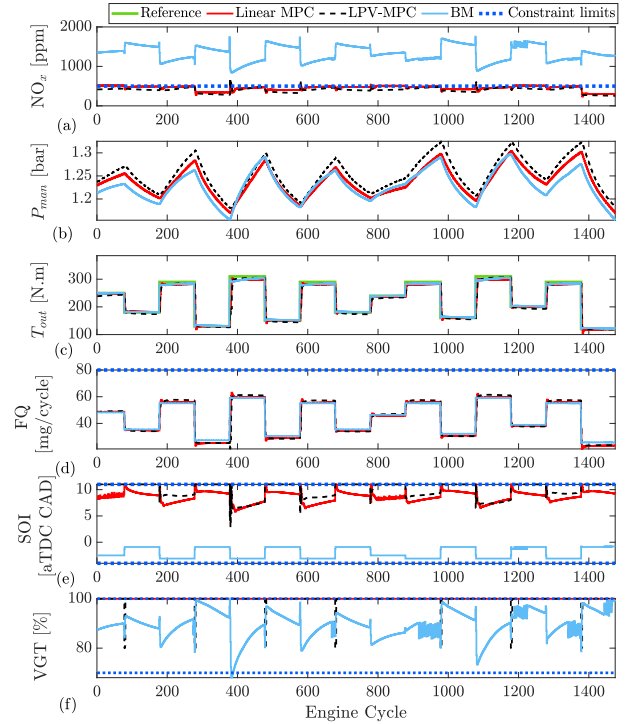 Reference Linear MPC LPV-MPC BM Constraint limits
NOx [ppm]
2000
1000
0
0 200 400 600 800 1000 1200 1400
(a)
Pman [bar]
1.3
1.25
1.2
0 200 400 600 800 1000 1200 1400
(b)
Tout [N.m]
300
200
100
0 200 400 600 800 1000 1200 1400
(c)
FQ
[mg/cycle]
80
60
40
0 200 400 600 800 1000 1200 1400
(d)
SOI
[aTDC CAD]
10
5
0
0 200 400 600 800 1000 1200 1400
(e)
VGT [%]
100
80
0 200 400 600 800 1000 1200 1400
(f)
Engine Cycle